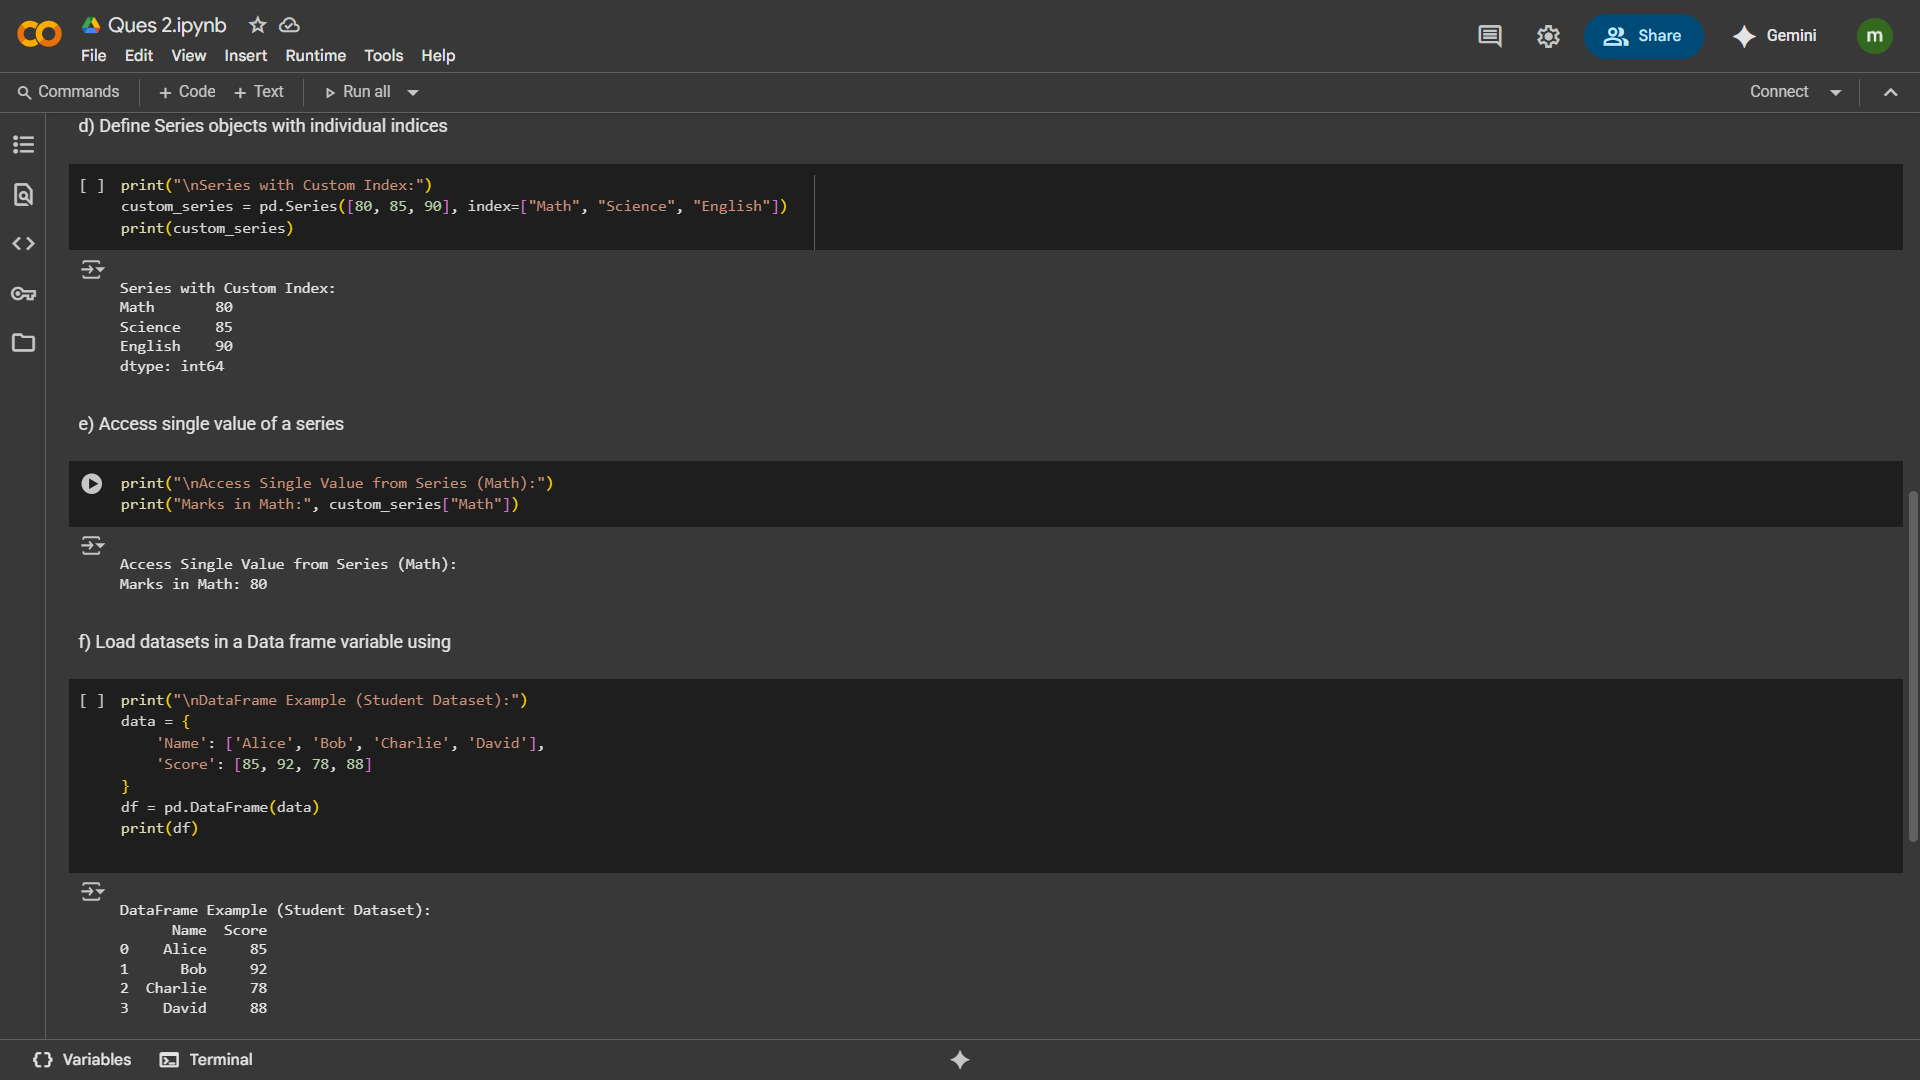 Ques 2.ipynb
File Edit View Insert Runtime Tools Help
Share
Gemini
m
Commands + Code + Text Run all
Connect
d) Define Series objects with individual indices
[ ] print("\nSeries with Custom Index:")
custom_series = pd.Series([80, 85, 90], index=["Math", "Science", "English"])
print(custom_series)
Series with Custom Index:
Math       80
Science    85
English    90
dtype: int64
e) Access single value of a series
print("\nAccess Single Value from Series (Math):")
print("Marks in Math:", custom_series["Math"])
Access Single Value from Series (Math):
Marks in Math: 80
f) Load datasets in a Data frame variable using
[ ] print("\nDataFrame Example (Student Dataset):")
data = {
    'Name': ['Alice', 'Bob', 'Charlie', 'David'],
    'Score': [85, 92, 78, 88]
}
df = pd.DataFrame(data)
print(df)
DataFrame Example (Student Dataset):
      Name  Score
0    Alice     85
1      Bob     92
2  Charlie     78
3    David     88
{} Variables Terminal